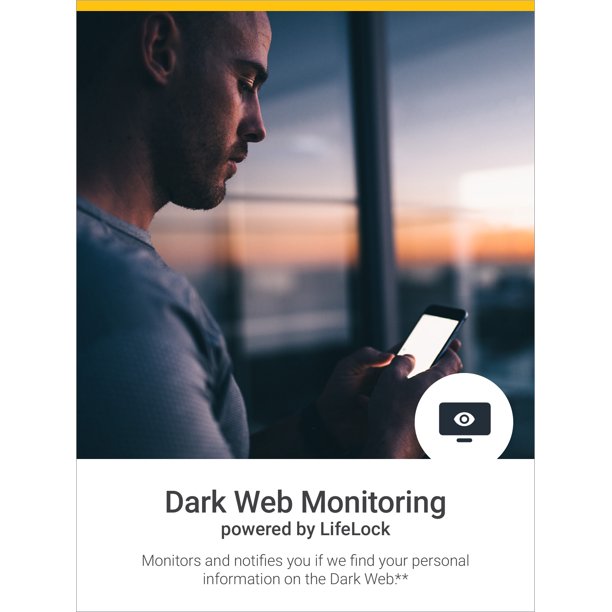 Dark Web Monitoring
powered by LifeLock
Monitors and notifies you if we find your personal
information on the Dark Web.**